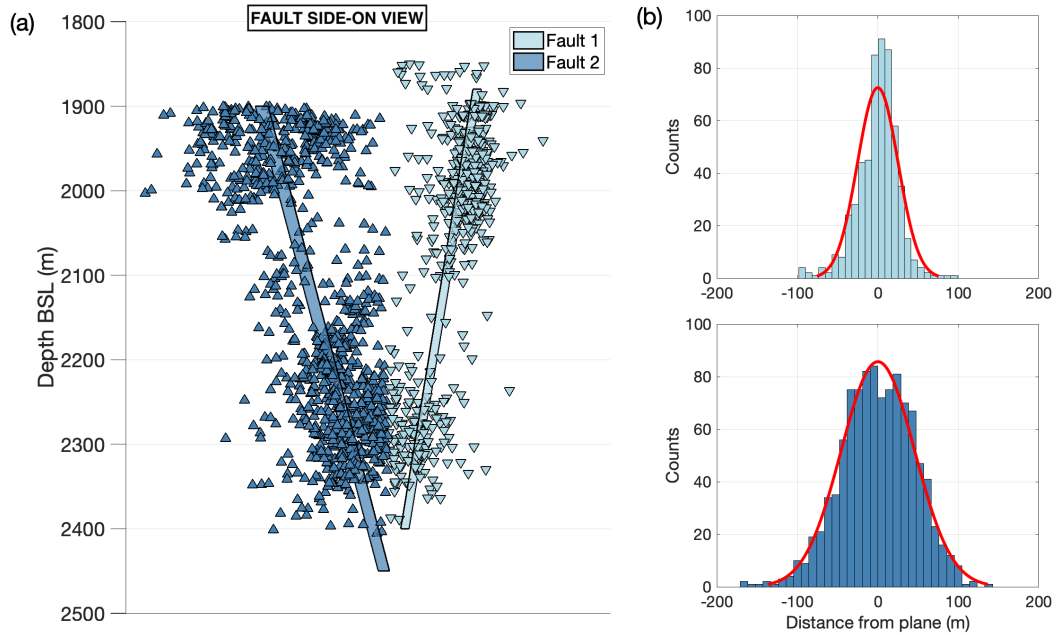 (a)
FAULT SIDE-ON VIEW
Fault 1
Fault 2
Depth BSL (m)
1800
1900
2000
2100
2200
2300
2400
2500
(b)
Counts
100
80
60
40
20
0
-200 -100 0 100 200
Counts
100
80
60
40
20
0
-200 -100 0 100 200
Distance from plane (m)